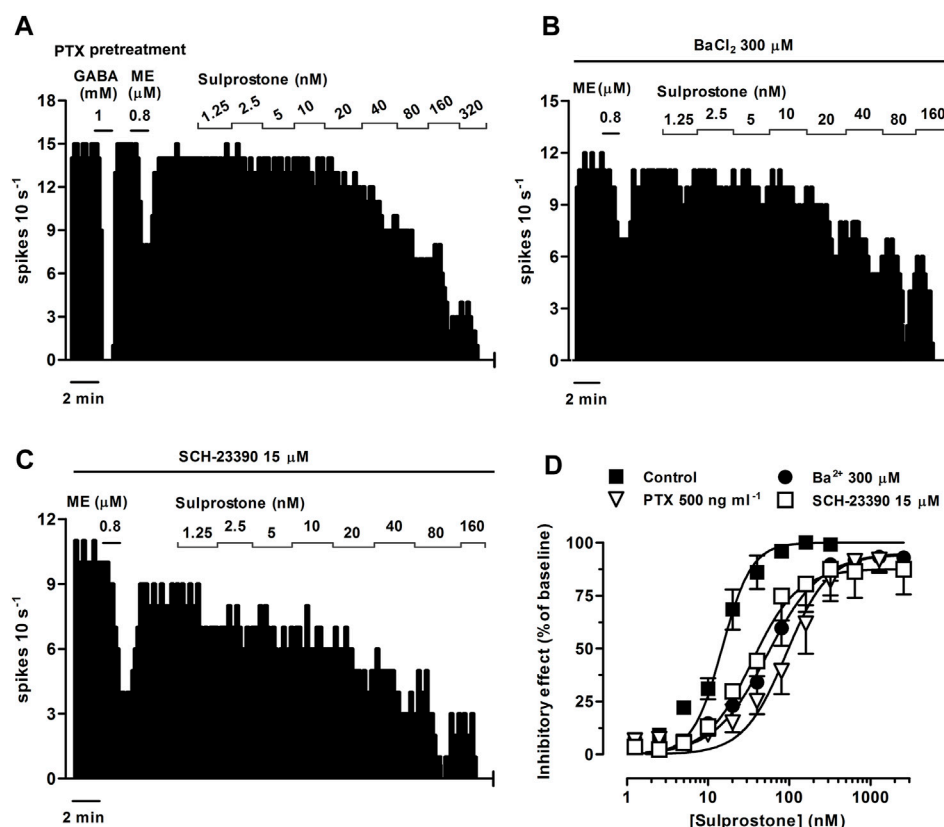 A
PTX pretreatment
GABA ME Sulprostone (nM)
(mM) (μM)
1 0.8 1.25 2.5 5 10 20 40 80 160 320
18
15
12
9
6
3
0
spikes 10 s⁻¹
2 min
B
BaCl₂ 300 μM
ME (μM) Sulprostone (nM)
0.8 1.25 2.5 5 10 20 40 80 160
15
12
9
6
3
0
spikes 10 s⁻¹
2 min
C
SCH-23390 15 μM
ME (μM) Sulprostone (nM)
0.8 1.25 2.5 5 10 20 40 80 160
12
9
6
3
0
spikes 10 s⁻¹
2 min
D
Control Ba²⁺ 300 μM
PTX 500 ng ml⁻¹ SCH-23390 15 μM
100
75
50
25
0
Inhibitory effect (% of baseline)
1 10 100 1000
[Sulprostone] (nM)